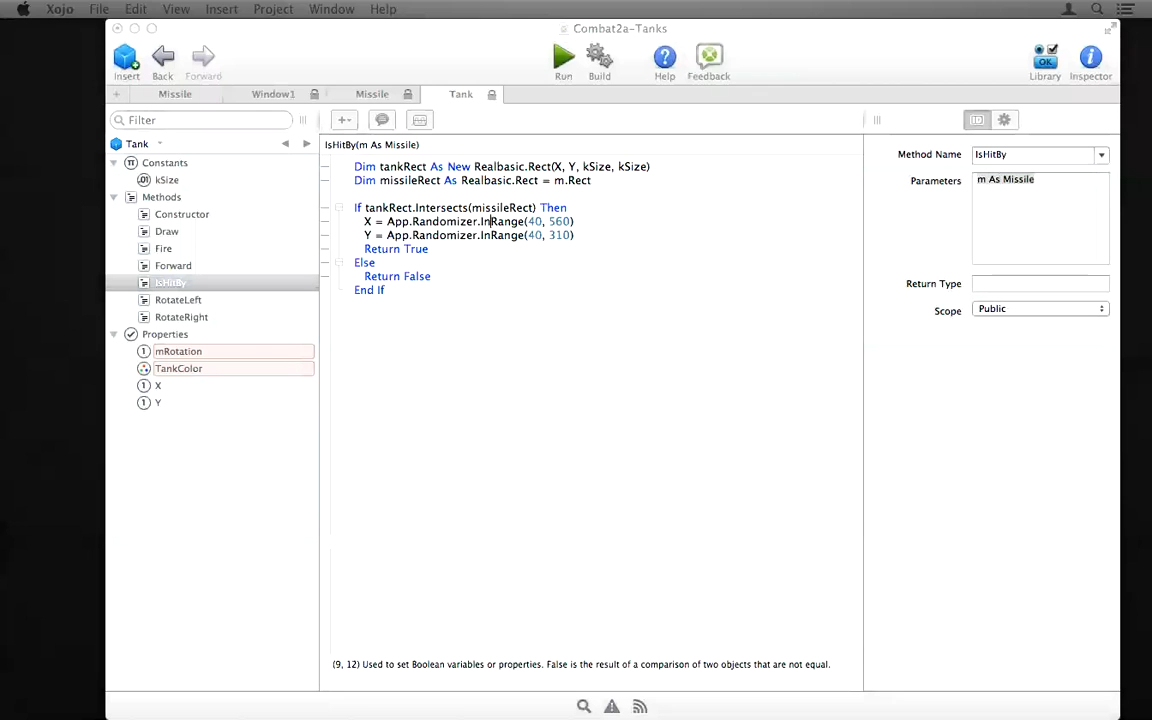 Xojo File Edit View Insert Project Window Help
Combat2a-Tanks
Insert Back Forward Run Build Help Feedback Library Inspector
OK
Missile Window1 Missile Tank
Filter
Tank
Constants
kSize
Methods
Constructor
Draw
Fire
Forward
IsHitBy
RotateLeft
RotateRight
Properties
mRotation
TankColor
X
Y
IsHitBy(m As Missile)
Dim tankRect As New Realbasic.Rect(X, Y, kSize, kSize)
Dim missileRect As Realbasic.Rect = m.Rect
If tankRect.Intersects(missileRect) Then
X = App.Randomizer.InRange(40, 560)
Y = App.Randomizer.InRange(40, 310)
Return True
Else
Return False
End If
(9, 12) Used to set Boolean variables or properties. False is the result of a comparison of two objects that are not equal.
ID
Method Name IsHitBy
Parameters m As Missile
Return Type
Scope Public